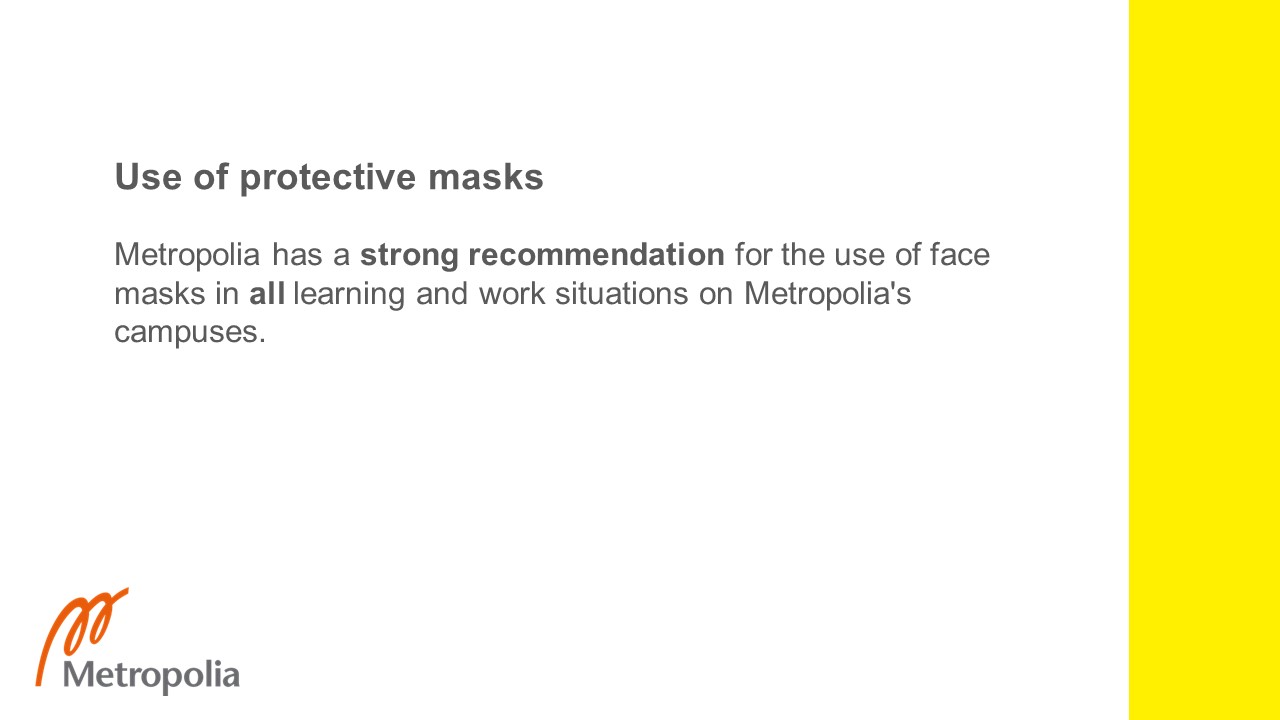 Use of protective masks
Metropolia has a strong recommendation for the use of face
masks in all learning and work situations on Metropolia's
campuses.
Metropolia